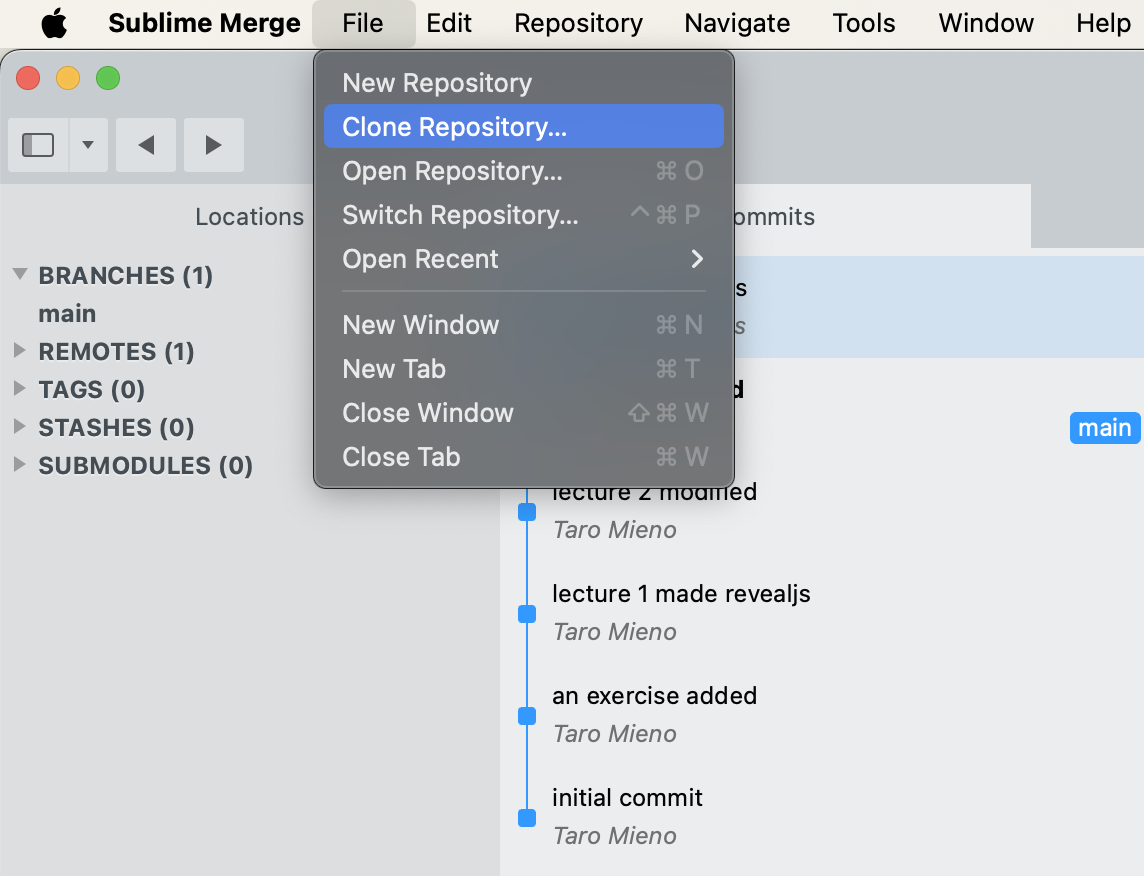 Sublime Merge File Edit Repository Navigate Tools Window Help
New Repository
Clone Repository...
Open Repository... ⌘ O
Switch Repository... ^ ⌘ P
Open Recent
New Window ⌘ N
New Tab ⌘ T
Close Window ⇧ ⌘ W
Close Tab ⌘ W
Locations
BRANCHES (1)
main
REMOTES (1)
TAGS (0)
STASHES (0)
SUBMODULES (0)
ommits
s
s
d
main
lecture 2 modified
Taro Mieno
lecture 1 made revealjs
Taro Mieno
an exercise added
Taro Mieno
initial commit
Taro Mieno